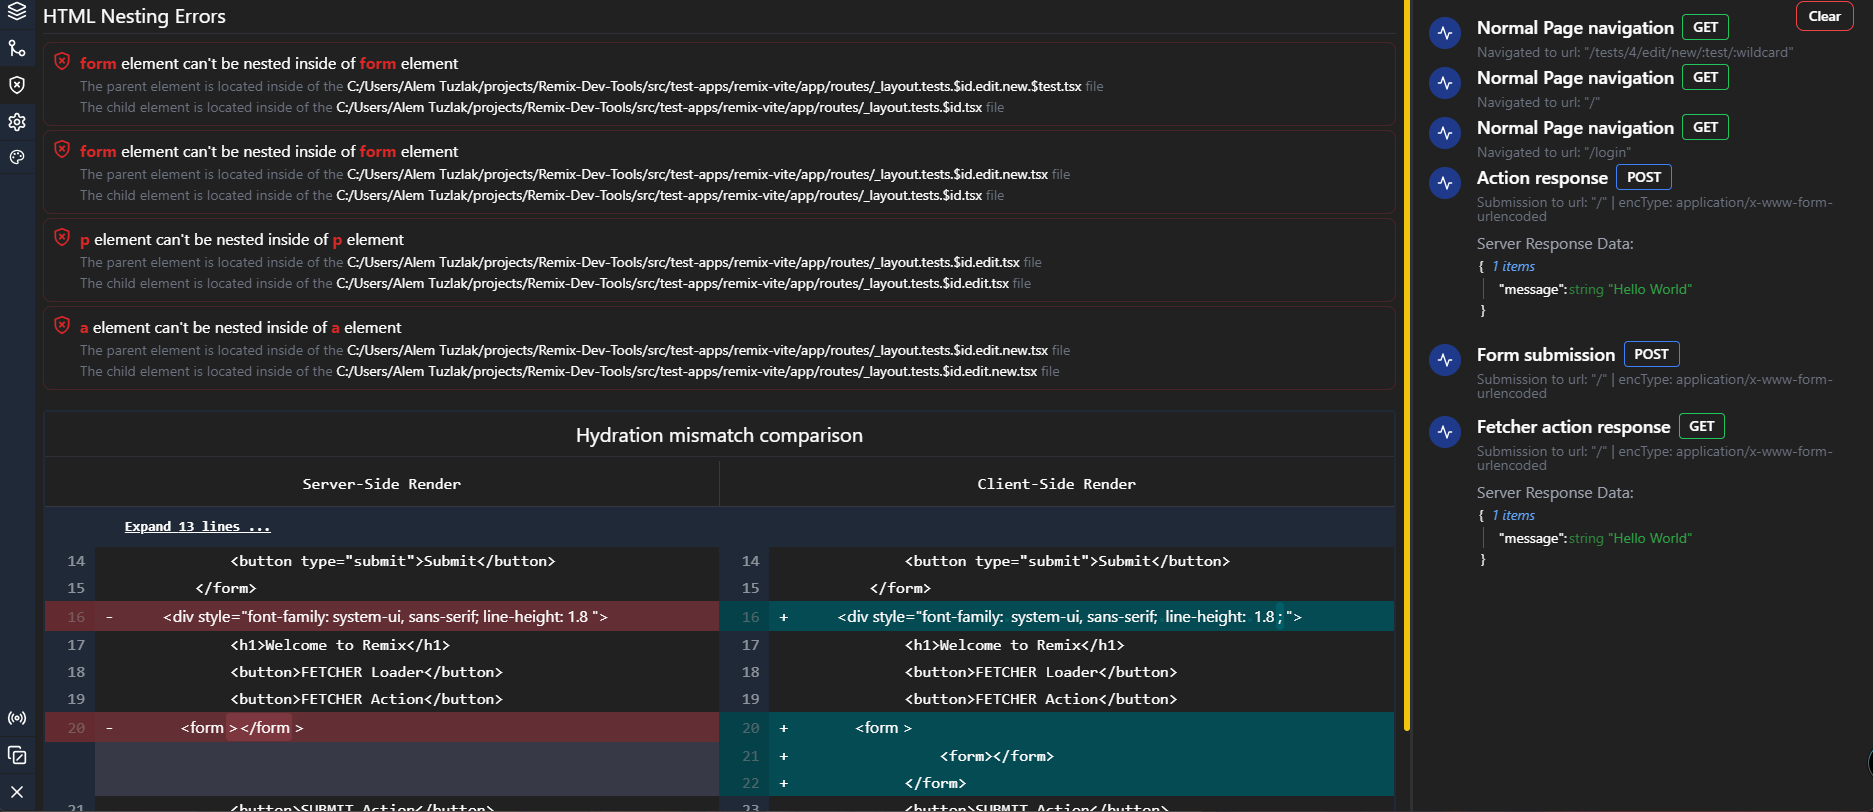 HTML Nesting Errors
form element can't be nested inside of form element
The parent element is located inside of the C:/Users/Alem Tuzlak/projects/Remix-Dev-Tools/src/test-apps/remix-vite/app/routes/_layout.tests.$id.edit.new.$test.tsx file
The child element is located inside of the C:/Users/Alem Tuzlak/projects/Remix-Dev-Tools/src/test-apps/remix-vite/app/routes/_layout.tests.$id.tsx file
form element can't be nested inside of form element
The parent element is located inside of the C:/Users/Alem Tuzlak/projects/Remix-Dev-Tools/src/test-apps/remix-vite/app/routes/_layout.tests.$id.edit.new.tsx file
The child element is located inside of the C:/Users/Alem Tuzlak/projects/Remix-Dev-Tools/src/test-apps/remix-vite/app/routes/_layout.tests.$id.tsx file
p element can't be nested inside of p element
The parent element is located inside of the C:/Users/Alem Tuzlak/projects/Remix-Dev-Tools/src/test-apps/remix-vite/app/routes/_layout.tests.$id.edit.tsx file
The child element is located inside of the C:/Users/Alem Tuzlak/projects/Remix-Dev-Tools/src/test-apps/remix-vite/app/routes/_layout.tests.$id.edit.tsx file
a element can't be nested inside of a element
The parent element is located inside of the C:/Users/Alem Tuzlak/projects/Remix-Dev-Tools/src/test-apps/remix-vite/app/routes/_layout.tests.$id.edit.new.tsx file
The child element is located inside of the C:/Users/Alem Tuzlak/projects/Remix-Dev-Tools/src/test-apps/remix-vite/app/routes/_layout.tests.$id.edit.new.tsx file
Hydration mismatch comparison
Server-Side Render
Expand 13 lines ...
14 <button type="submit">Submit</button>
15 </form>
16 - <div style="font-family: system-ui, sans-serif; line-height: 1.8 ">
17 <h1>Welcome to Remix</h1>
18 <button>FETCHER Loader</button>
19 <button>FETCHER Action</button>
20 - <form ></form >
21 <button>SUBMIT Action</button>
Client-Side Render
14 <button type="submit">Submit</button>
15 </form>
16 + <div style="font-family: system-ui, sans-serif; line-height: 1.8 ; ">
17 <h1>Welcome to Remix</h1>
18 <button>FETCHER Loader</button>
19 <button>FETCHER Action</button>
20 + <form >
21 + <form></form>
22 + </form>
23 <button>SUBMIT Action</button>
Clear
Normal Page navigation GET
Navigated to url: "/tests/4/edit/new/:test/:wildcard"
Normal Page navigation GET
Navigated to url: "/"
Normal Page navigation GET
Navigated to url: "/login"
Action response POST
Submission to url: "/" | encType: application/x-www-form-
urlencoded
Server Response Data:
{ 1 items
"message": string "Hello World"
}
Form submission POST
Submission to url: "/" | encType: application/x-www-form-
urlencoded
Fetcher action response GET
Submission to url: "/" | encType: application/x-www-form-
urlencoded
Server Response Data:
{ 1 items
"message": string "Hello World"
}